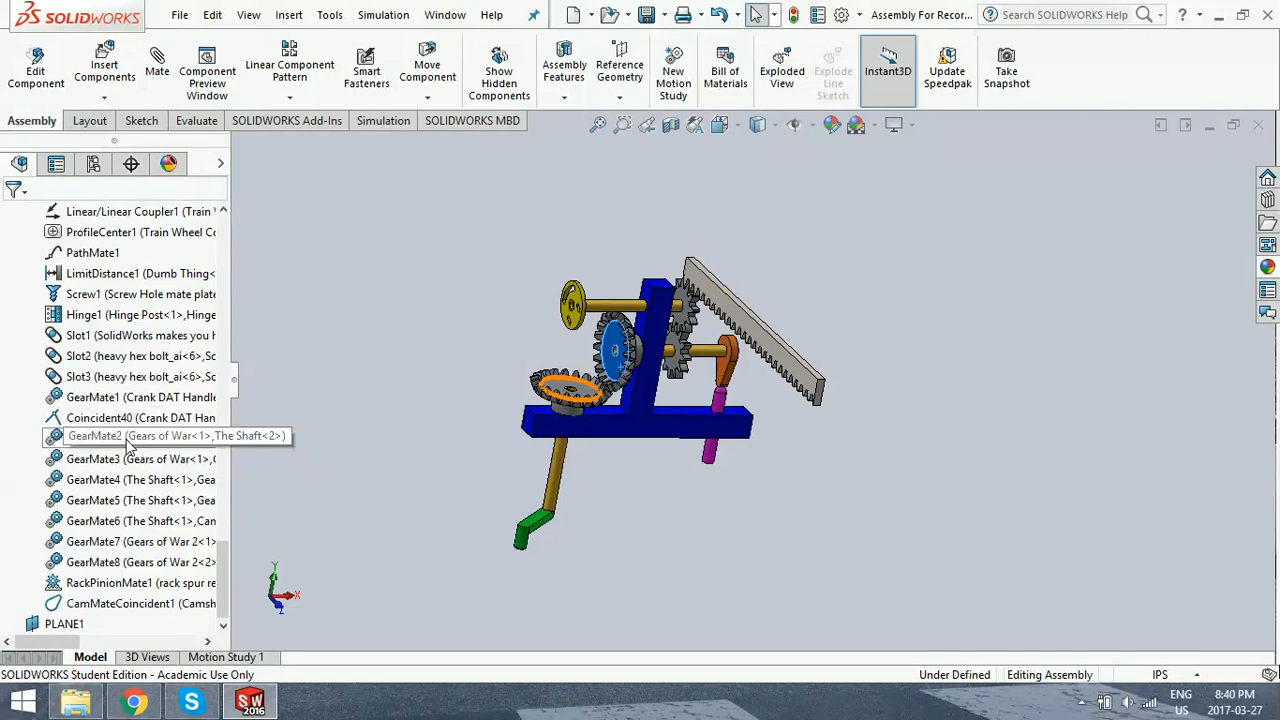 SOLIDWORKS File Edit View Insert Tools Simulation Window Help Assembly For Recor... Search SOLIDWORKS Help ?
Edit Component
Insert Components
Mate
Component Preview Window
Linear Component Pattern
Smart Fasteners
Move Component
Show Hidden Components
Assembly Features
Reference Geometry
New Motion Study
Bill of Materials
Exploded View
Explode Line Sketch
Instant3D
Update Speedpak
Take Snapshot
Assembly Layout Sketch Evaluate SOLIDWORKS Add-Ins Simulation SOLIDWORKS MBD
Linear/Linear Coupler1 (Train W
ProfileCenter1 (Train Wheel Co
PathMate1
LimitDistance1 (Dumb Thing<
Screw1 (Screw Hole mate plate
Hinge1 (Hinge Post<1>,Hinge
Slot1 (SolidWorks makes you h
Slot2 (heavy hex bolt_ai<6>,Sc
Slot3 (heavy hex bolt_ai<6>,Sc
GearMate1 (Crank DAT Handle
Coincident40 (Crank DAT Han
GearMate2 (Gears of War<1>,The Shaft<2>)
GearMate3 (Gears of War<1>,
GearMate4 (The Shaft<1>,Gea
GearMate5 (The Shaft<1>,Gea
GearMate6 (The Shaft<1>,Can
GearMate7 (Gears of War 2<1>
GearMate8 (Gears of War 2<2>
RackPinionMate1 (rack spur re
CamMateCoincident1 (Camsh
PLANE1
Y
X
Z
Model 3D Views Motion Study 1
SOLIDWORKS Student Edition - Academic Use Only Under Defined Editing Assembly IPS
SW
2016
ENG 8:40 PM
US 2017-03-27